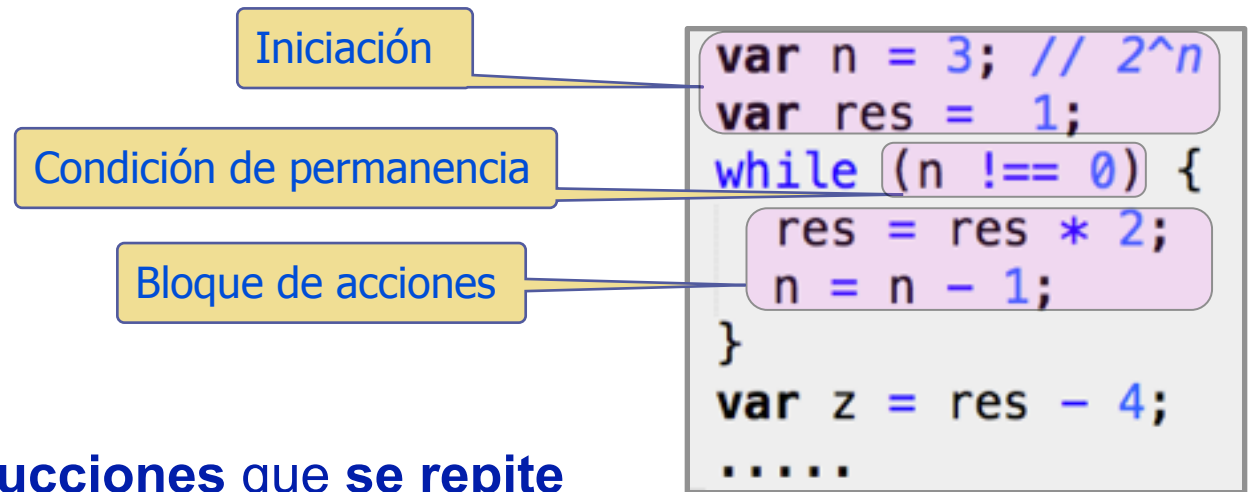 Iniciación
Condición de permanencia
Bloque de acciones
var n = 3; // 2^n
var res =  1;
while (n !== 0) {
res = res * 2;
n = n - 1;
}
var z = res - 4;
.....
ucciones que se repite